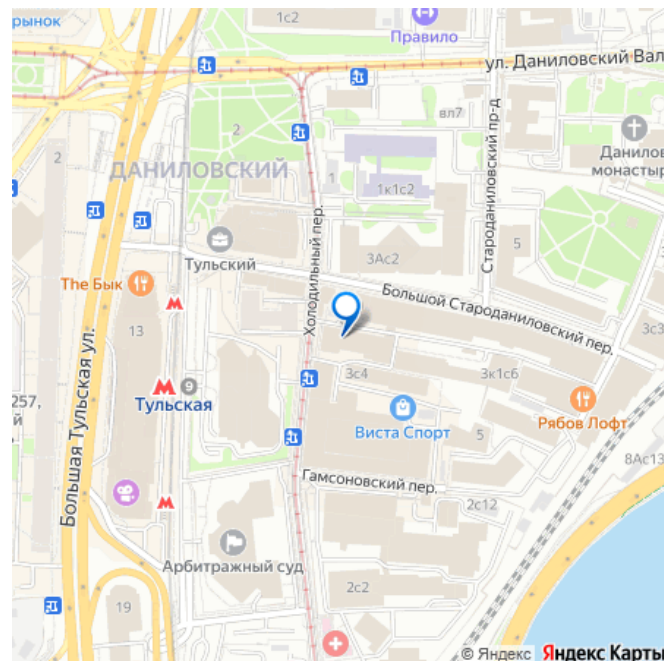 рынок
1с2
Правило
ул. Даниловский Вал
2
вл7
Староданиловский пр-д
ДАНИЛОВСКИЙ
2
1
1к1с2
Данилов
монастыр
Холодильный пер.
Тульский
3Ас2
5
The Бык
Большой Староданиловский пер.
13
3с3
9
Тульская
3с4
3к1с6
257,
й
Большая Тульская ул.
Виста Спорт
Рябов Лофт
5
8Ас13
Гамсоновский пер.
2с12
Арбитражный суд
2с2
19
© Яндекс Яндекс Карты